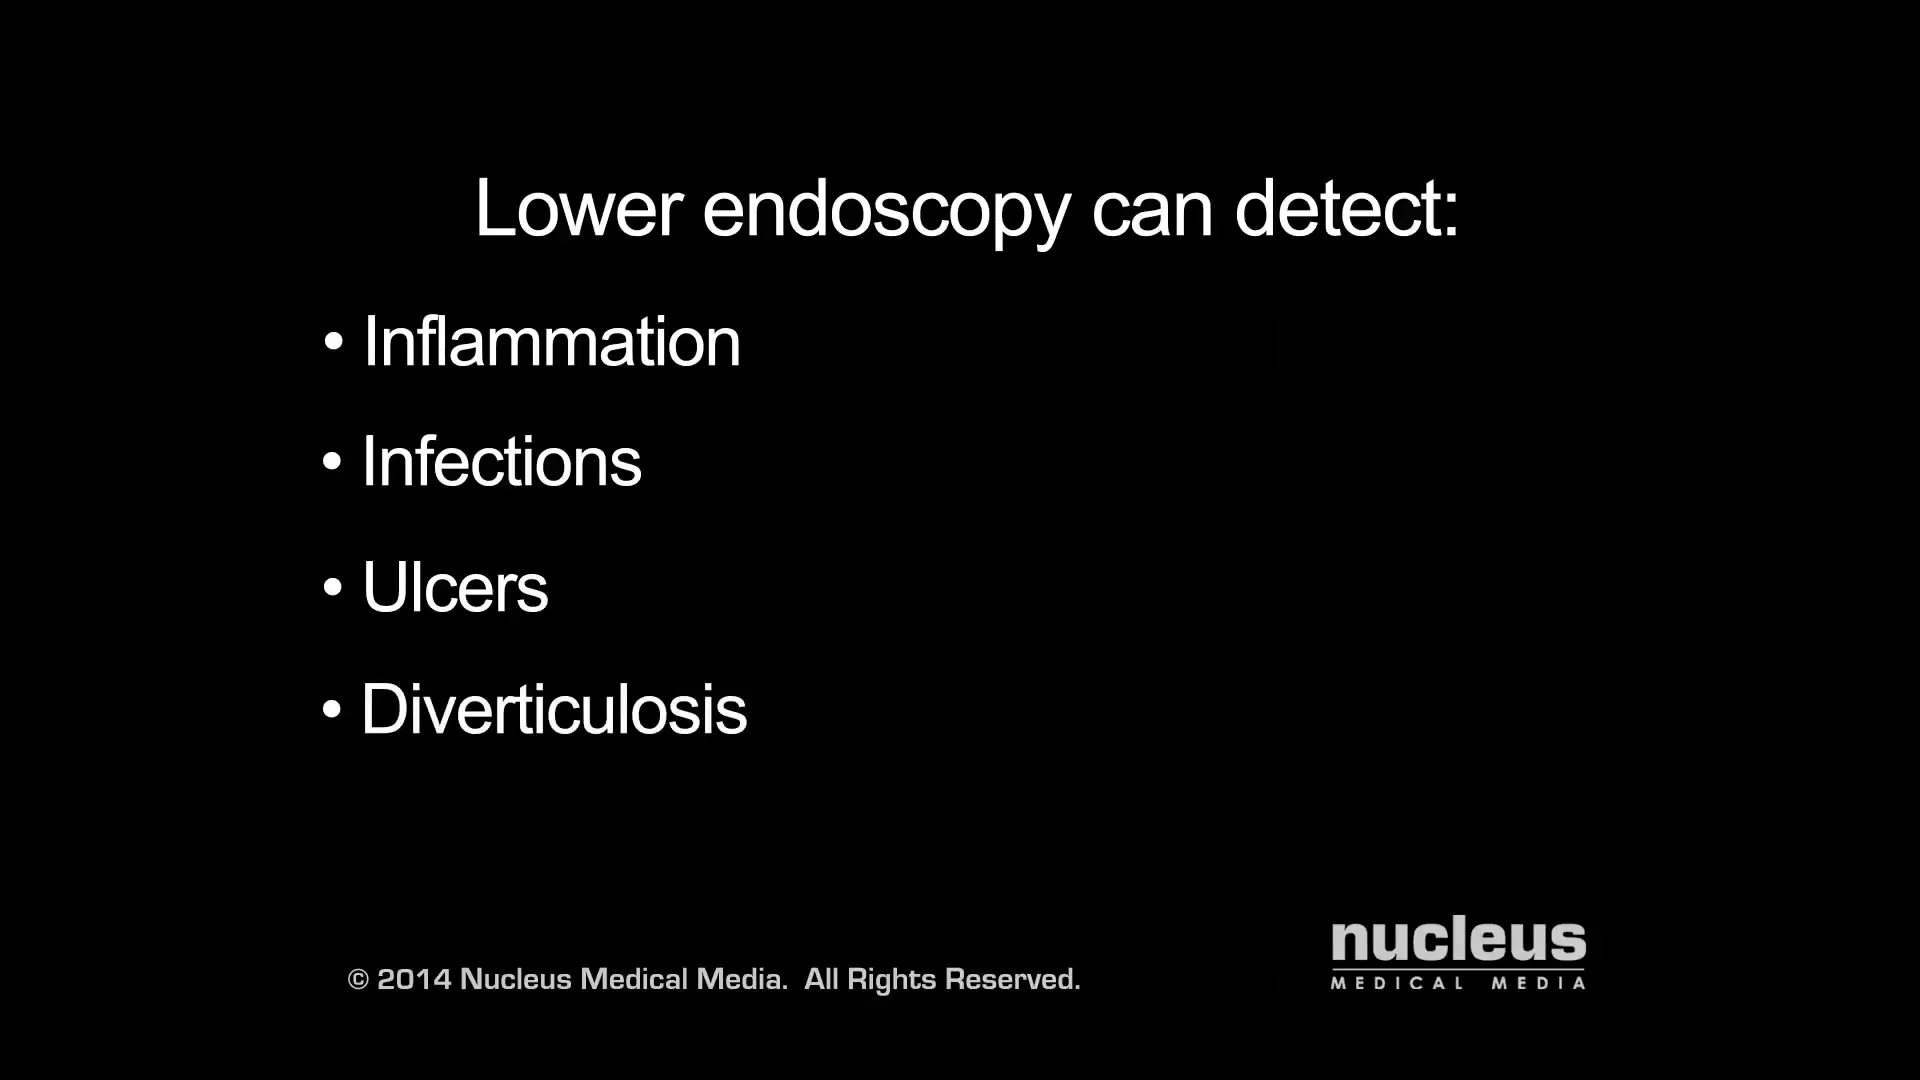 Lower endoscopy can detect:
• Inflammation
• Infections
• Ulcers
• Diverticulosis
nucleus
MEDICAL MEDIA
© 2014 Nucleus Medical Media. All Rights Reserved.